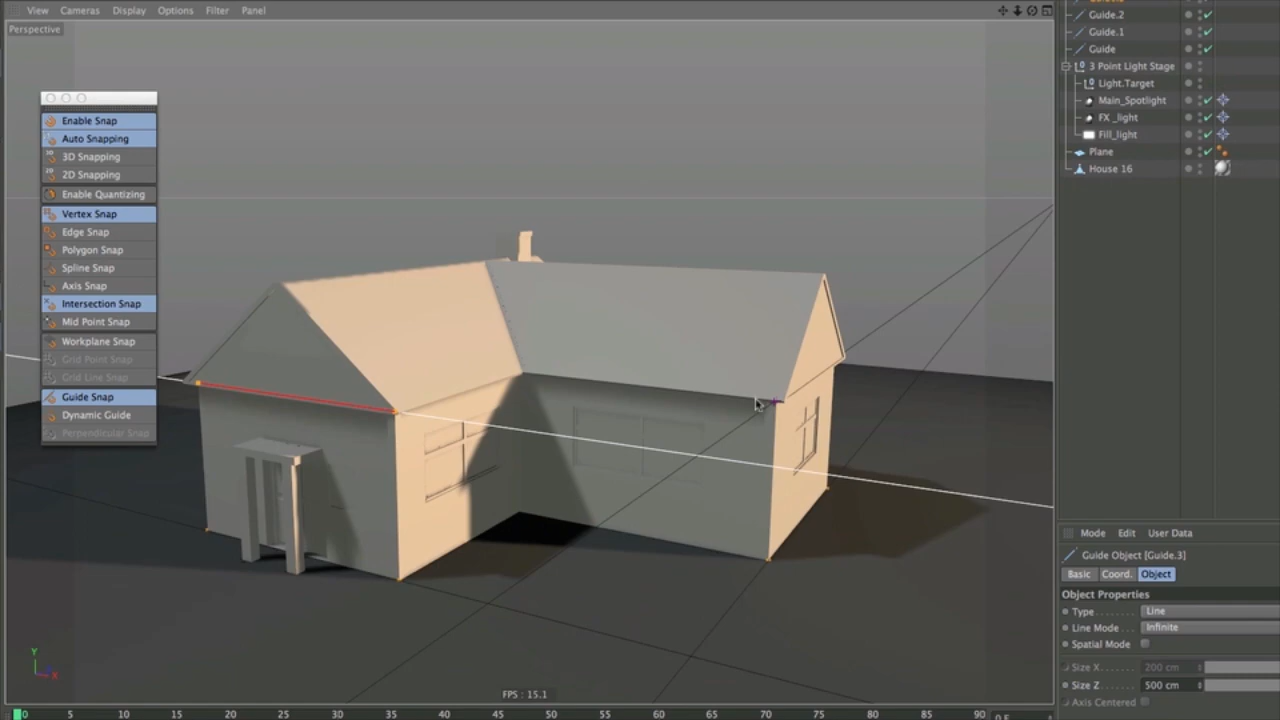 View Cameras Display Options Filter Panel
Perspective
Enable Snap
Auto Snapping
3D Snapping
2D Snapping
Enable Quantizing
Vertex Snap
Edge Snap
Polygon Snap
Spline Snap
Axis Snap
Intersection Snap
Mid Point Snap
Workplane Snap
Grid Point Snap
Grid Line Snap
Guide Snap
Dynamic Guide
Perpendicular Snap
Y
X
FPS : 15.1
0 5 10 15 20 25 30 35 40 45 50 55 60 65 70 75 80 85 90
Guide.2
Guide.1
Guide
3 Point Light Stage
Light.Target
Main_Spotlight
FX_light
Fill_light
Plane
House 16
Mode Edit User Data
Guide Object [Guide.3]
Basic Coord. Object
Object Properties
Type Line
Line Mode Infinite
Spatial Mode
Size X 200 cm
Size Z 500 cm
Axis Centered